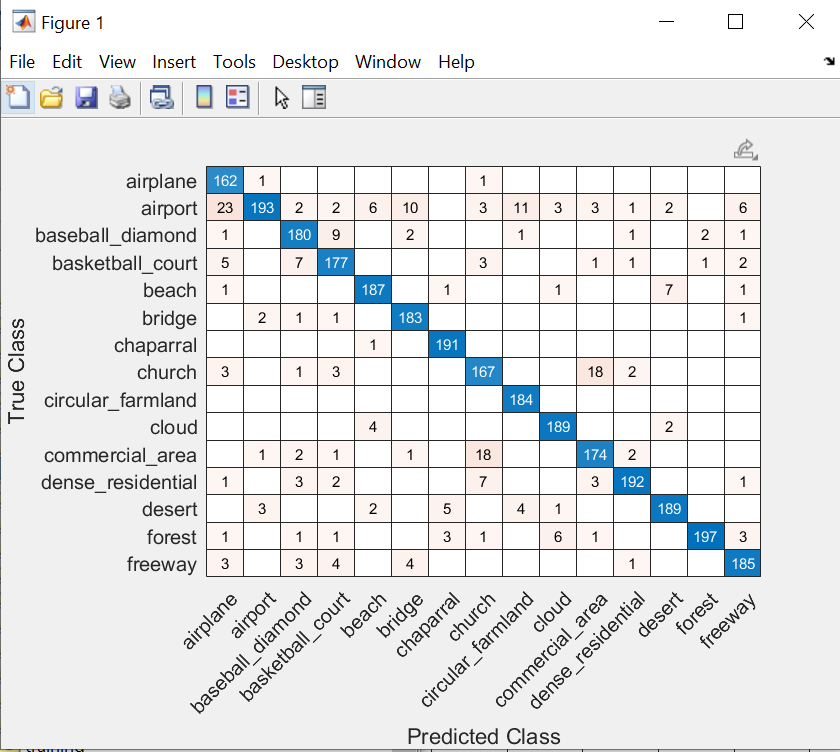 Figure 1
File Edit View Insert Tools Desktop Window Help
airplane 162 1 1
airport 23 193 2 2 6 10 3 11 3 3 1 2 6
baseball_diamond 1 180 9 2 1 1 2 1
basketball_court 5 7 177 3 1 1 1 2
beach 1 187 1 1 7 1
bridge 2 1 1 183 1
chaparral 1 191
church 3 1 3 167 18 2
circular_farmland 184
cloud 4 189 2
commercial_area 1 2 1 1 18 174 2
dense_residential 1 3 2 7 3 192 1
desert 3 2 5 4 1 189
forest 1 1 1 3 1 6 1 197 3
freeway 3 3 4 4 1 185
True Class
airplane airport baseball_diamond basketball_court beach bridge chaparral church circular_farmland cloud commercial_area dense_residential desert forest freeway
Predicted Class